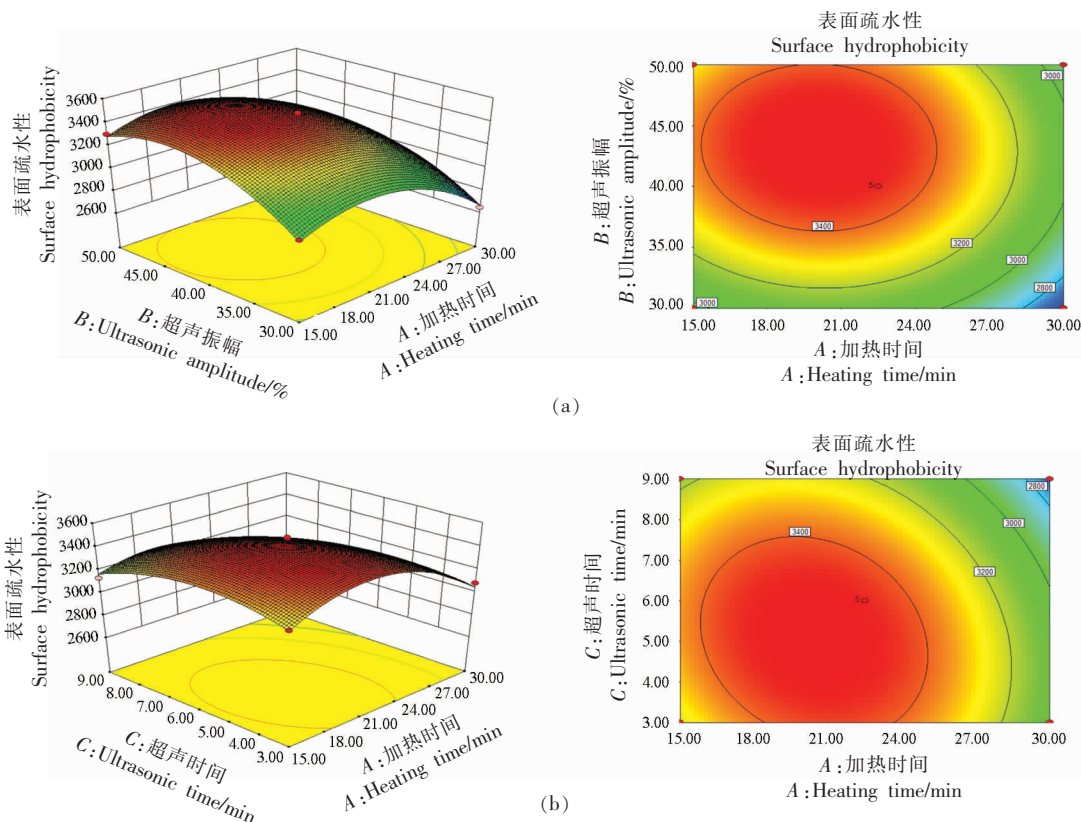 表面疏水性
Surface hydrophobicity
3600
3400
3200
3000
2800
2600
50.00
45.00
40.00
35.00
30.00
15.00
18.00
21.00
24.00
27.00
30.00
B:超声振幅
B:Ultrasonic amplitude/%
A:加热时间
A:Heating time/min
表面疏水性
Surface hydrophobicity
50.00
45.00
40.00
35.00
30.00
B:超声振幅
B:Ultrasonic amplitude/%
3000
5
3400
3200
3000
2800
3000
15.00 18.00 21.00 24.00 27.00 30.00
A:加热时间
A:Heating time/min
(a)
表面疏水性
Surface hydrophobicity
3600
3400
3200
3000
2800
2600
9.00
8.00
7.00
6.00
5.00
4.00
3.00
15.00
18.00
21.00
24.00
27.00
30.00
C:超声时间
C:Ultrasonic time/min
A:加热时间
A:Heating time/min
表面疏水性
Surface hydrophobicity
9.00
8.00
7.00
6.00
5.00
4.00
3.00
C:超声时间
C:Ultrasonic time/min
2800
3000
3400
3200
5
15.00 18.00 21.00 24.00 27.00 30.00
A:加热时间
A:Heating time/min
(b)